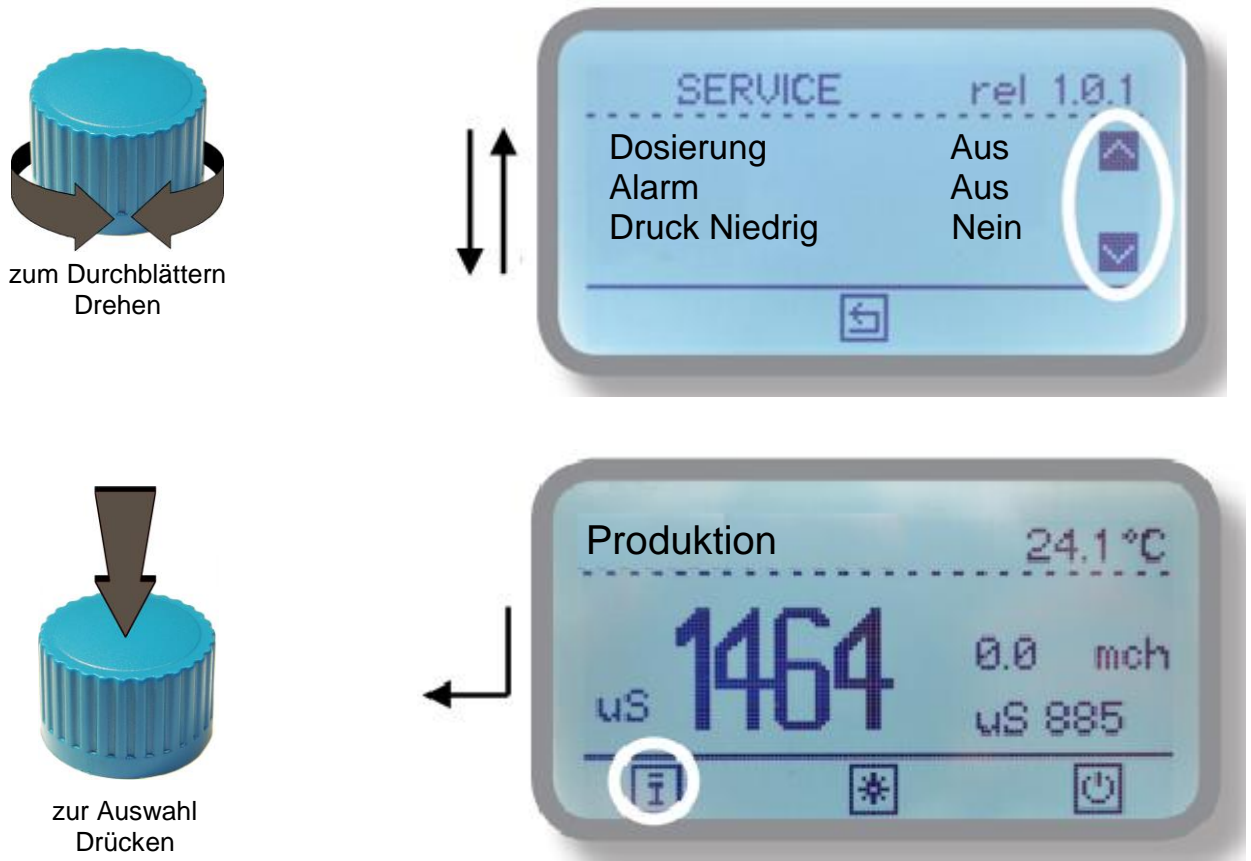 zum Durchblättern
Drehen
SERVICE rel 1.0.1
Dosierung Aus
Alarm Aus
Druck Niedrig Nein
zur Auswahl
Drücken
Produktion 24.1 °C
uS 1464 0.0 mch
uS 885